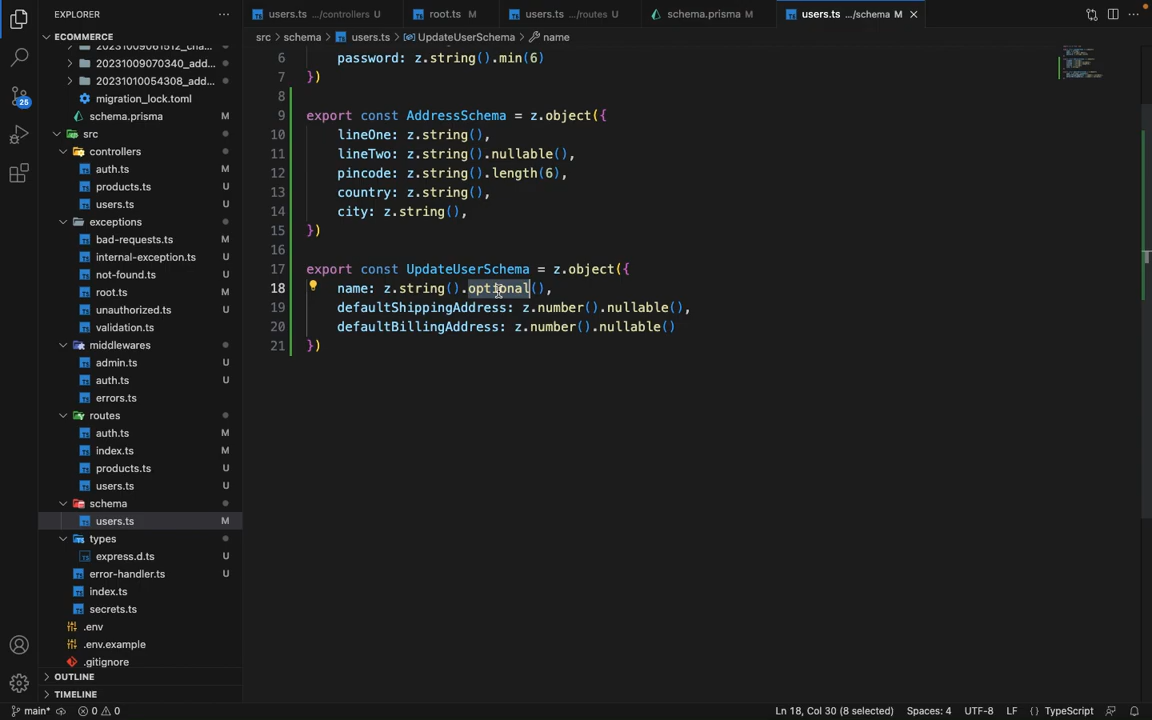 EXPLORER
users.ts .../controllers U
root.ts M
users.ts .../routes U
schema.prisma M
users.ts .../schema M
ECOMMERCE
20231009070340_add...
20231010054308_add...
migration_lock.toml
schema.prisma M
src
controllers
auth.ts M
products.ts U
users.ts U
exceptions
bad-requests.ts M
internal-exception.ts U
not-found.ts U
root.ts M
unauthorized.ts U
validation.ts U
middlewares
admin.ts U
auth.ts U
errors.ts M
routes
auth.ts M
index.ts M
products.ts U
users.ts U
schema
users.ts M
types
express.d.ts U
error-handler.ts U
index.ts
secrets.ts
.env
.env.example
.gitignore
OUTLINE
TIMELINE
25
src > schema > users.ts > UpdateUserSchema > name
6 password: z.string().min(6)
7 })
8
9 export const AddressSchema = z.object({
10 lineOne: z.string(),
11 lineTwo: z.string().nullable(),
12 pincode: z.string().length(6),
13 country: z.string(),
14 city: z.string(),
15 })
16
17 export const UpdateUserSchema = z.object({
18 name: z.string().optional(),
19 defaultShippingAddress: z.number().nullable(),
20 defaultBillingAddress: z.number().nullable()
21 })
main* 0 0 Ln 18, Col 30 (8 selected) Spaces: 4 UTF-8 LF {} TypeScript